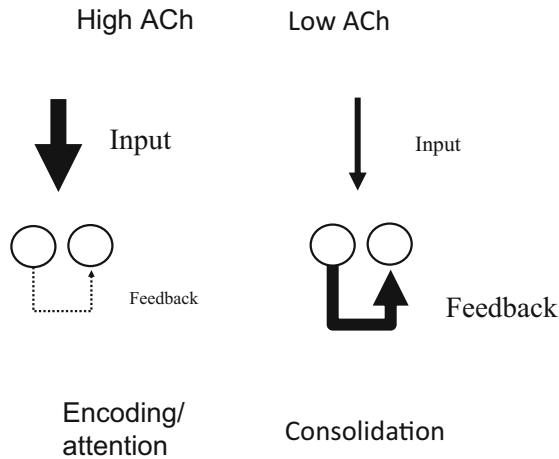 High ACh
Low ACh
Input
Input
Feedback
Feedback
Encoding/
attention
Consolidation